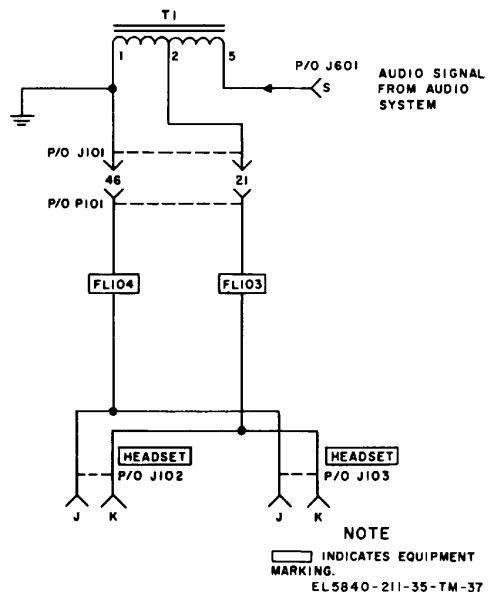 T1
1 2 5
P/O J601
S
AUDIO SIGNAL
FROM AUDIO
SYSTEM
P/O J101
46 21
P/O P101
FL104 FL103
HEADSET HEADSET
P/O J102 P/O J103
J K J K
NOTE
INDICATES EQUIPMENT
MARKING.
EL5840-211-35-TM-37